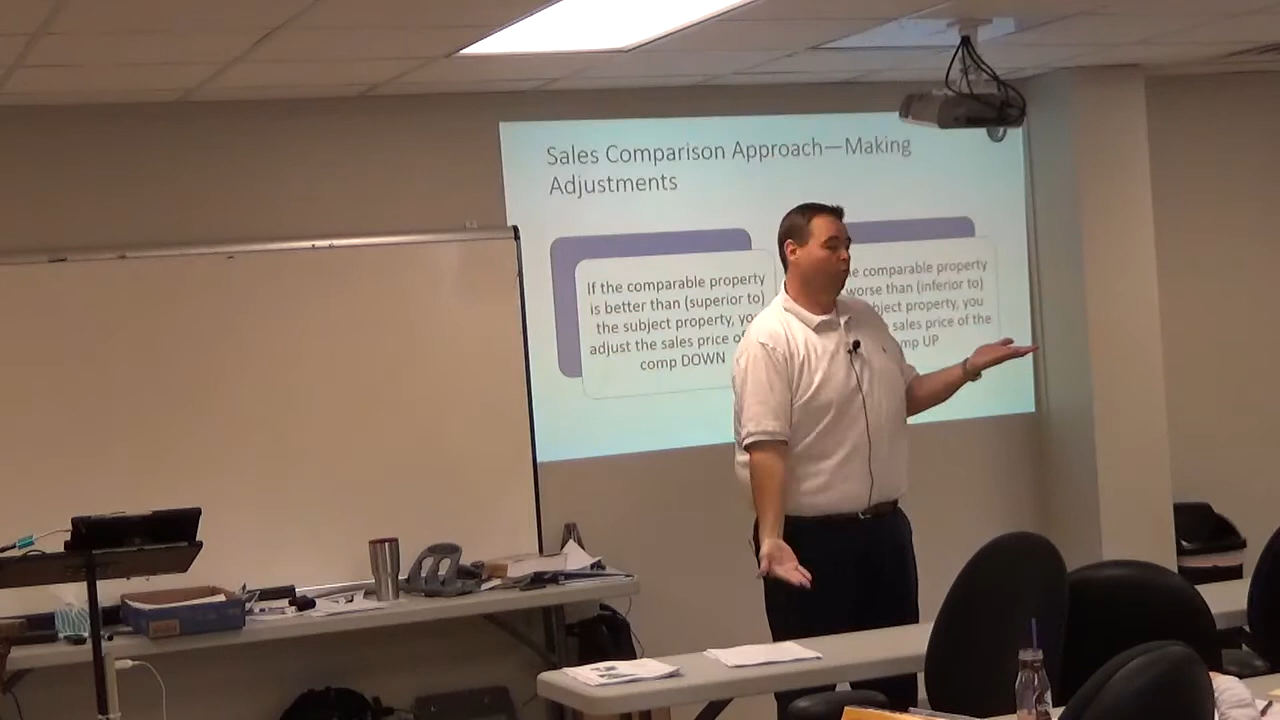 Sales Comparison Approach—Making
Adjustments
If the comparable property
is better than (superior to)
the subject property, you
adjust the sales price of
comp DOWN
comparable property
worse than (inferior to)
property, you
sales price of the
UP